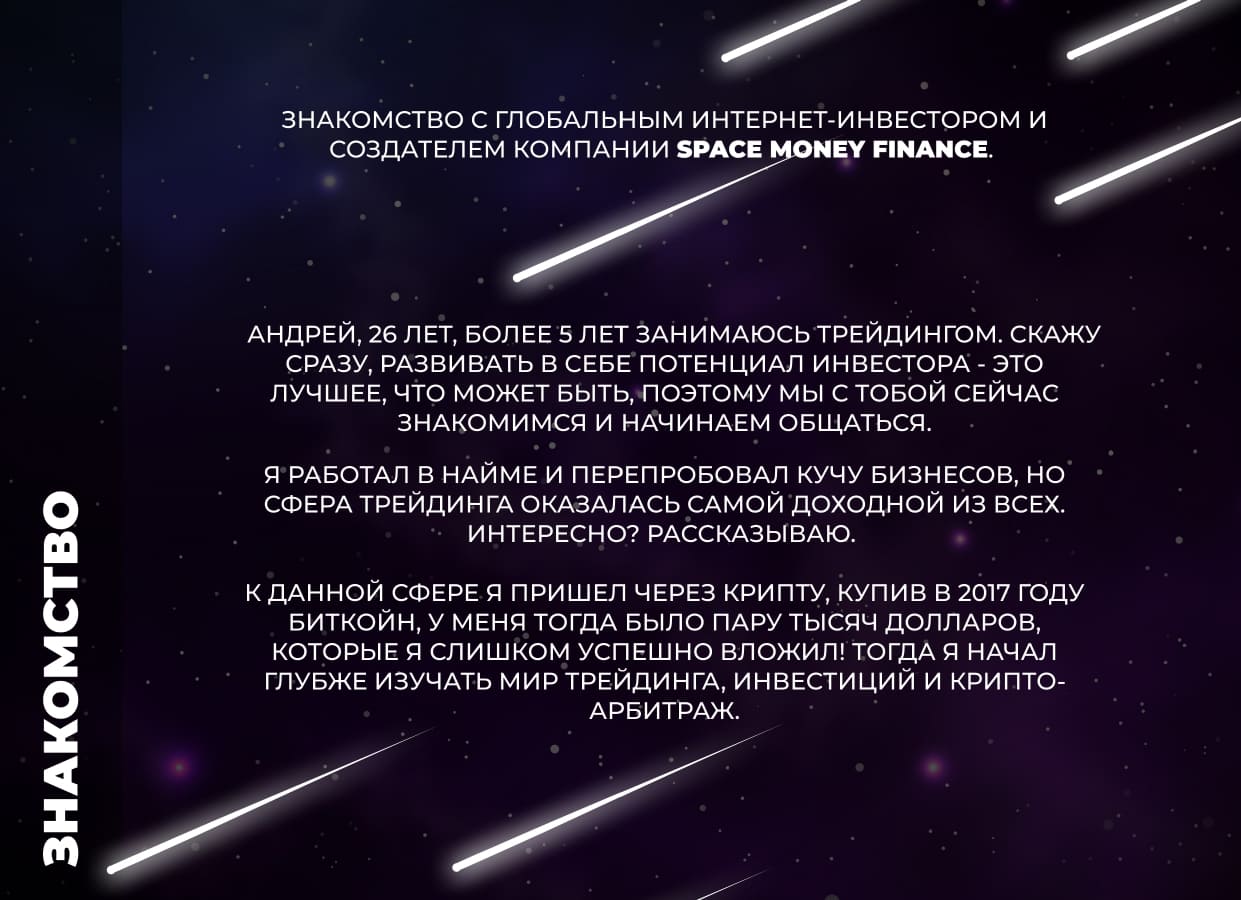 ЗНАКОМСТВО С ГЛОБАЛЬНЫМ ИНТЕРНЕТ-ИНВЕСТОРОМ И
СОЗДАТЕЛЕМ КОМПАНИИ SPACE MONEY FINANCE.
АНДРЕЙ, 26 ЛЕТ, БОЛЕЕ 5 ЛЕТ ЗАНИМАЮСЬ ТРЕЙДИНГОМ. СКАЖУ
СРАЗУ, РАЗВИВАТЬ В СЕБЕ ПОТЕНЦИАЛ ИНВЕСТОРА - ЭТО
ЛУЧШЕЕ, ЧТО МОЖЕТ БЫТЬ, ПОЭТОМУ МЫ С ТОБОЙ СЕЙЧАС
ЗНАКОМИМСЯ И НАЧИНАЕМ ОБЩАТЬСЯ.
Я РАБОТАЛ В НАЙМЕ И ПЕРЕПРОБОВАЛ КУЧУ БИЗНЕСОВ, НО
СФЕРА ТРЕЙДИНГА ОКАЗАЛАСЬ САМОЙ ДОХОДНОЙ ИЗ ВСЕХ.
ИНТЕРЕСНО? РАССКАЗЫВАЮ.
К ДАННОЙ СФЕРЕ Я ПРИШЕЛ ЧЕРЕЗ КРИПТУ, КУПИВ В 2017 ГОДУ
БИТКОЙН, У МЕНЯ ТОГДА БЫЛО ПАРУ ТЫСЯЧ ДОЛЛАРОВ,
КОТОРЫЕ Я СЛИШКОМ УСПЕШНО ВЛОЖИЛ! ТОГДА Я НАЧАЛ
ГЛУБЖЕ ИЗУЧАТЬ МИР ТРЕЙДИНГА, ИНВЕСТИЦИЙ И КРИПТО-
АРБИТРАЖ.
ЗНАКОМСТВО